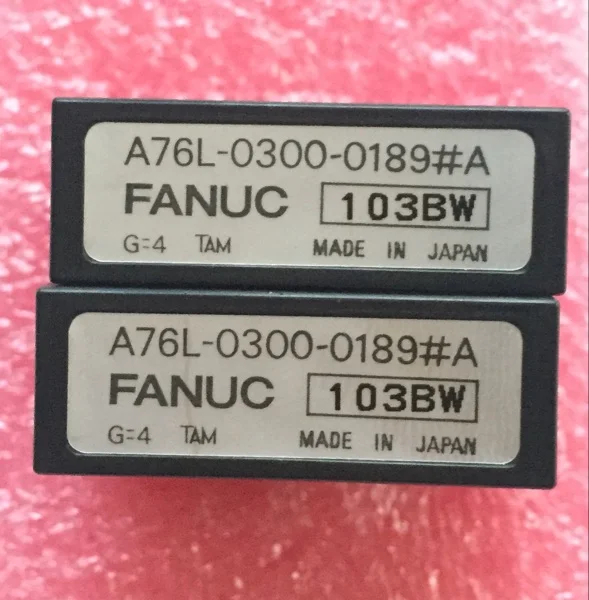 A76L-0300-0189#A
FANUC 103BW
G=4 TAM MADE IN JAPAN
A76L-0300-0189#A
FANUC 103BW
G=4 TAM MADE IN JAPAN